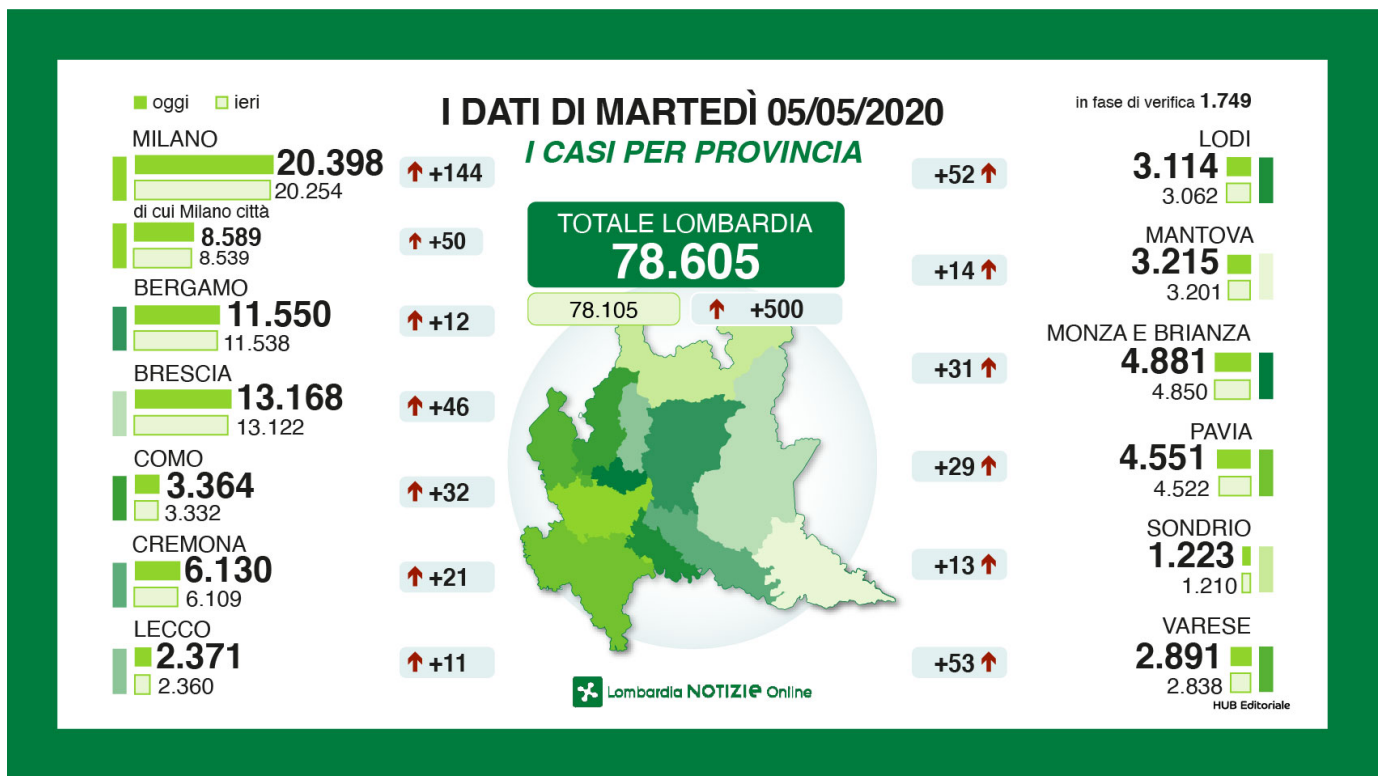 oggi ieri
I DATI DI MARTEDÌ 05/05/2020
I CASI PER PROVINCIA
in fase di verifica 1.749
TOTALE LOMBARDIA
78.605
78.105 +500
MILANO
20.398
20.254
+144
di cui Milano città
8.589
8.539
+50
BERGAMO
11.550
11.538
+12
BRESCIA
13.168
13.122
+46
COMO
3.364
3.332
+32
CREMONA
6.130
6.109
+21
LECCO
2.371
2.360
+11
LODI
3.114
3.062
+52
MANTOVA
3.215
3.201
+14
MONZA E BRIANZA
4.881
4.850
+31
PAVIA
4.551
4.522
+29
SONDRIO
1.223
1.210
+13
VARESE
2.891
2.838
+53
Lombardia NOTIZIe Online
HUB Editoriale